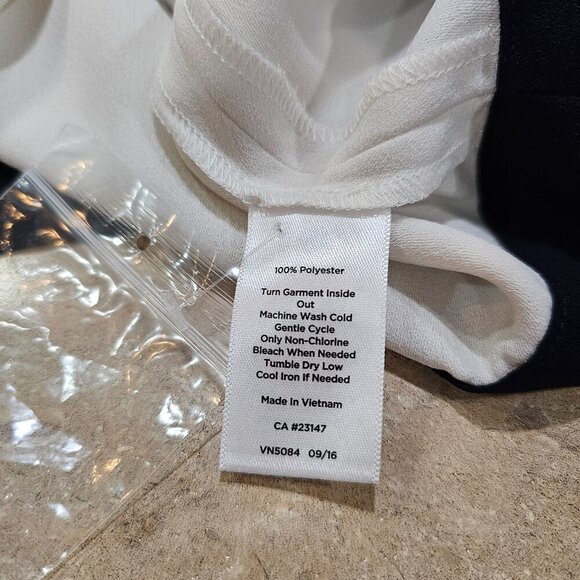 100% Polyester
Turn Garment Inside
Out
Machine Wash Cold
Gentle Cycle
Only Non-Chlorine
Bleach When Needed
Tumble Dry Low
Cool Iron If Needed
Made In Vietnam
CA #23147
VN5084 09/16